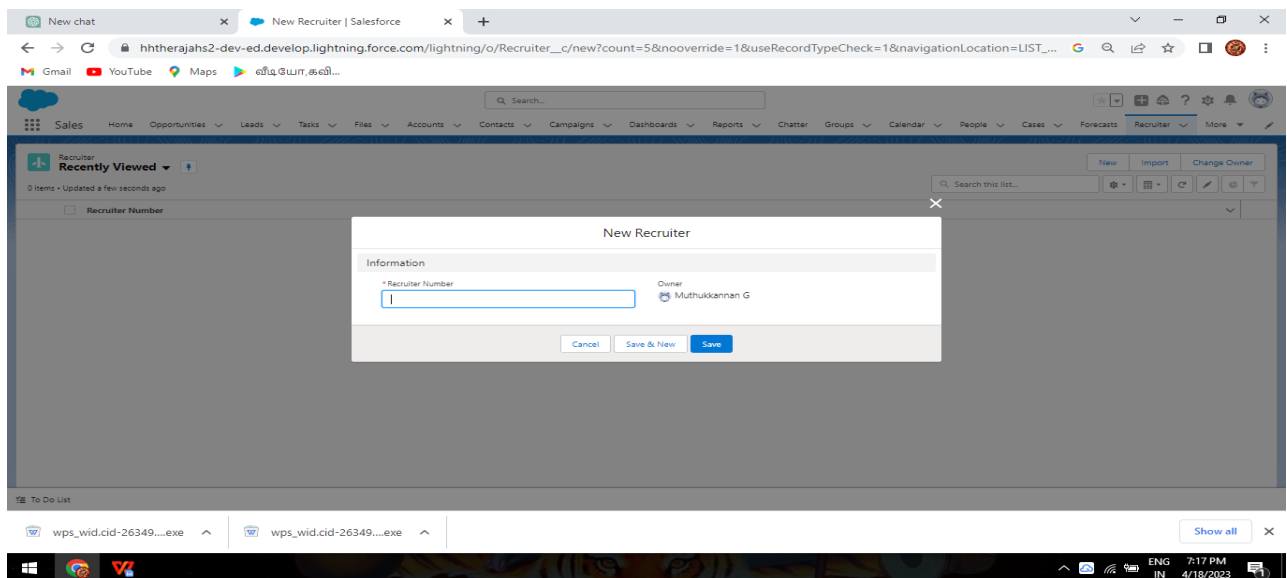 New chat
New Recruiter | Salesforce
hhtherajahs2-dev-ed.develop.lightning.force.com/lightning/o/Recruiter__c/new?count=5&nooverride=1&useRecordTypeCheck=1&navigationLocation=LIST_...
Gmail YouTube Maps வீடியோ,கவி...
Search...
Sales Home Opportunities Leads Tasks Files Accounts Contacts Campaigns Dashboards Reports Chatter Groups Calendar People Cases Forecasts Recruiter More
Recruiter
Recently Viewed
New Import Change Owner
0 items • Updated a few seconds ago
Search this list...
Recruiter Number
New Recruiter
Information
* Recruiter Number
Owner
Muthukkannan G
Cancel Save & New Save
To Do List
wps_wid.cid-26349....exe wps_wid.cid-26349....exe Show all
ENG 7:17 PM
IN 4/18/2023